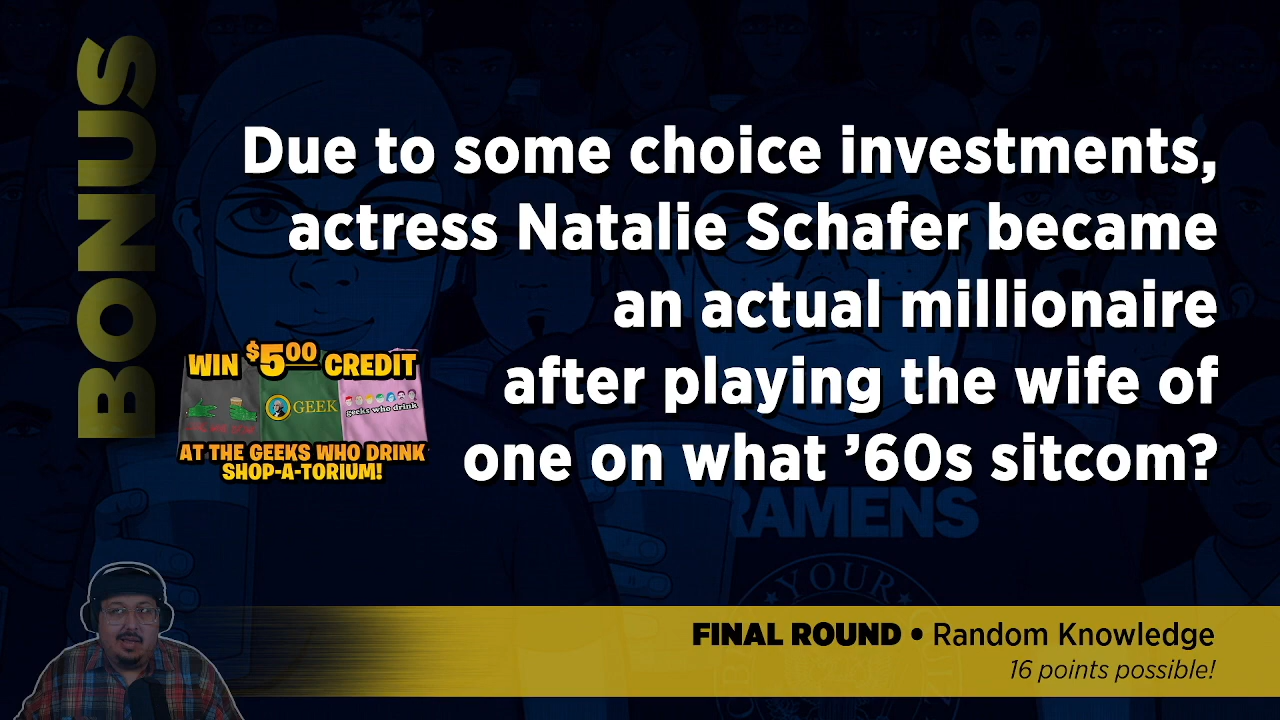 BONUS
Due to some choice investments,
actress Natalie Schafer became
an actual millionaire
after playing the wife of
one on what ’60s sitcom?
WIN $5.00 CREDIT
GEEK
geeks who drink
AT THE GEEKS WHO DRINK
SHOP-A-TORIUM!
RAMENS
YOUR
FINAL ROUND • Random Knowledge
16 points possible!